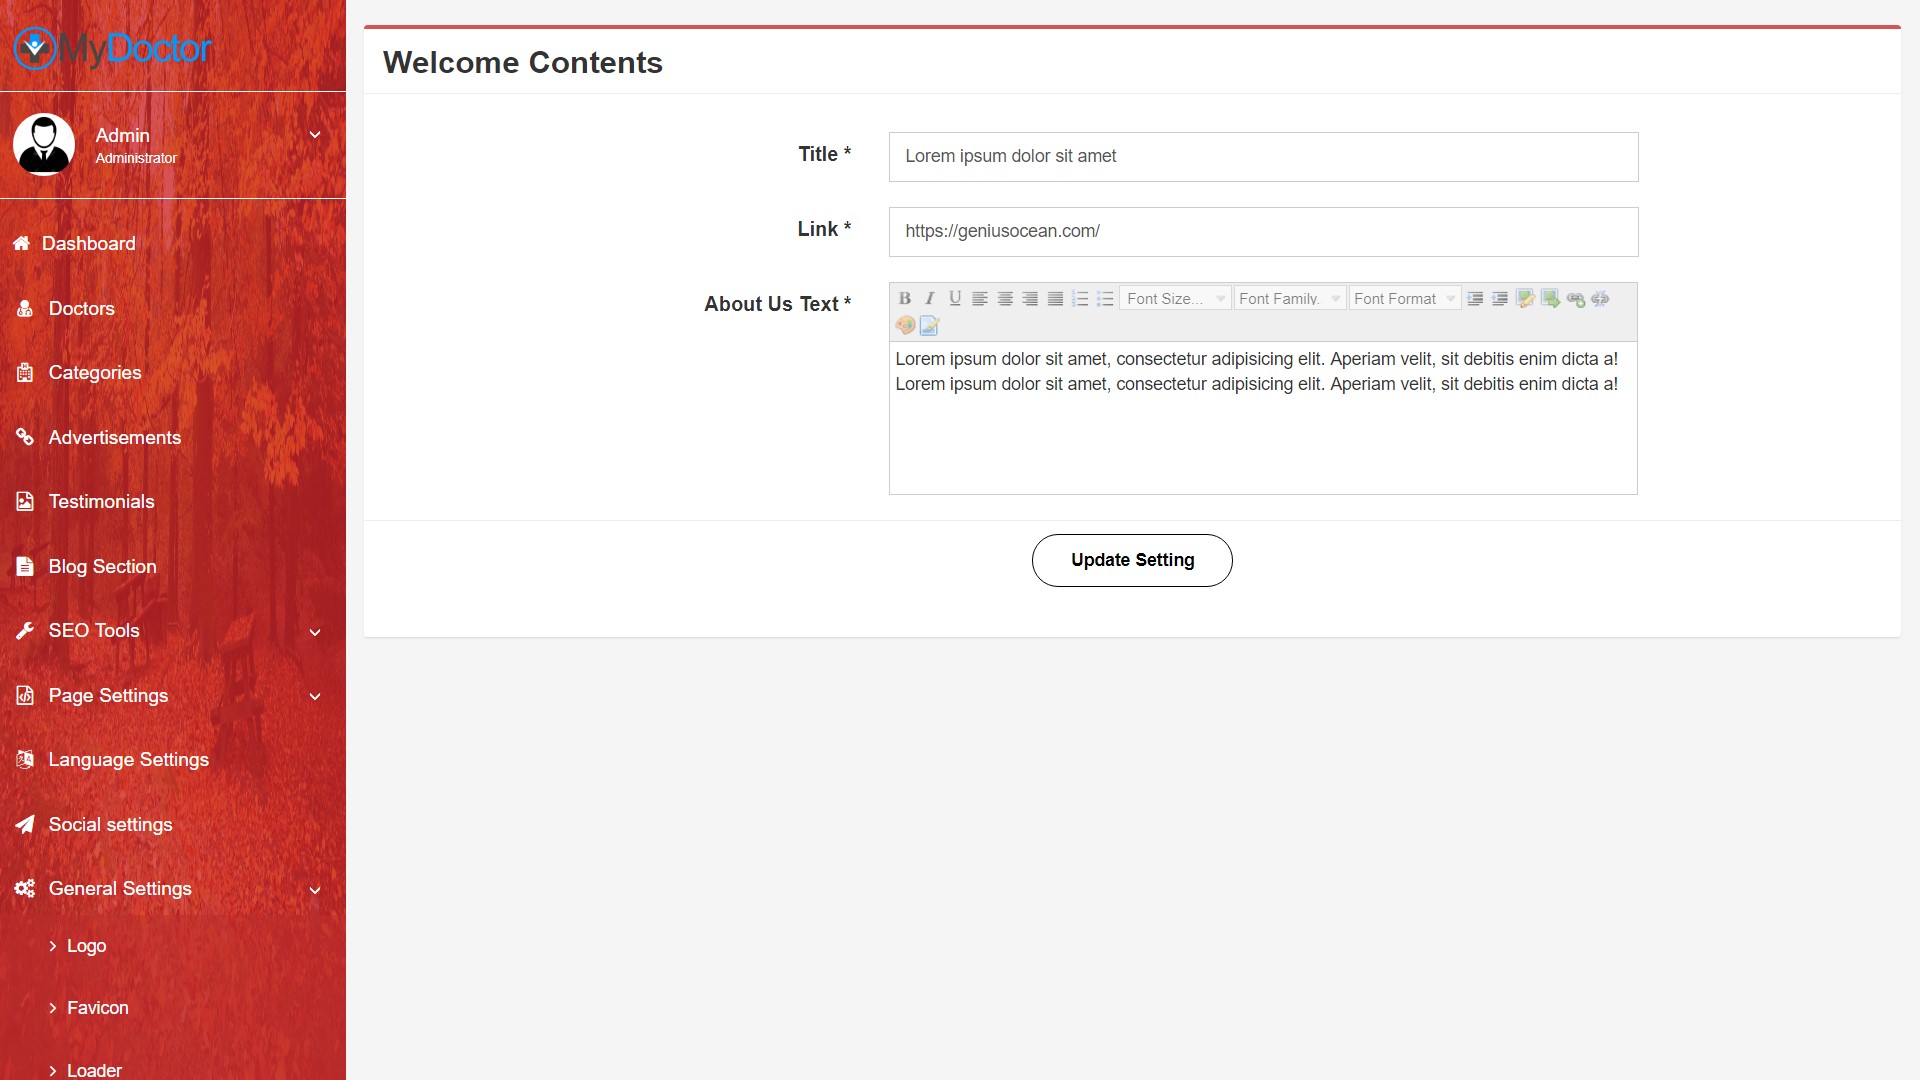 MyDoctor
Admin
Administrator
Dashboard
Doctors
Categories
Advertisements
Testimonials
Blog Section
SEO Tools
Page Settings
Language Settings
Social settings
General Settings
Logo
Favicon
Loader
Welcome Contents
Title *
Lorem ipsum dolor sit amet
Link *
https://geniusocean.com/
About Us Text *
B I U Font Size... Font Family. Font Format
Lorem ipsum dolor sit amet, consectetur adipisicing elit. Aperiam velit, sit debitis enim dicta a!
Lorem ipsum dolor sit amet, consectetur adipisicing elit. Aperiam velit, sit debitis enim dicta a!
Update Setting